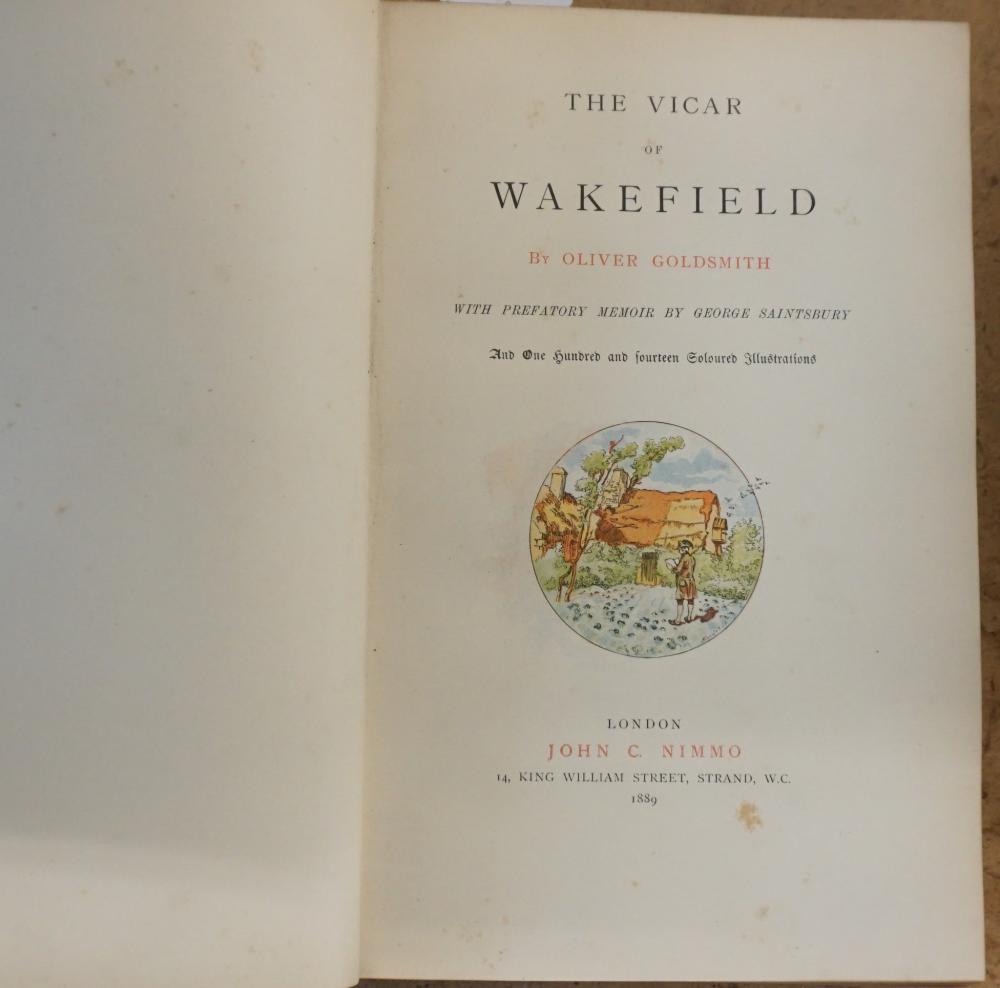 THE VICAR
OF
WAKEFIELD
By OLIVER GOLDSMITH
WITH PREFATORY MEMOIR BY GEORGE SAINTSBURY
And One Hundred and fourteen Coloured Illustrations
LONDON
JOHN C. NIMMO
14, KING WILLIAM STREET, STRAND, W.C.
1889